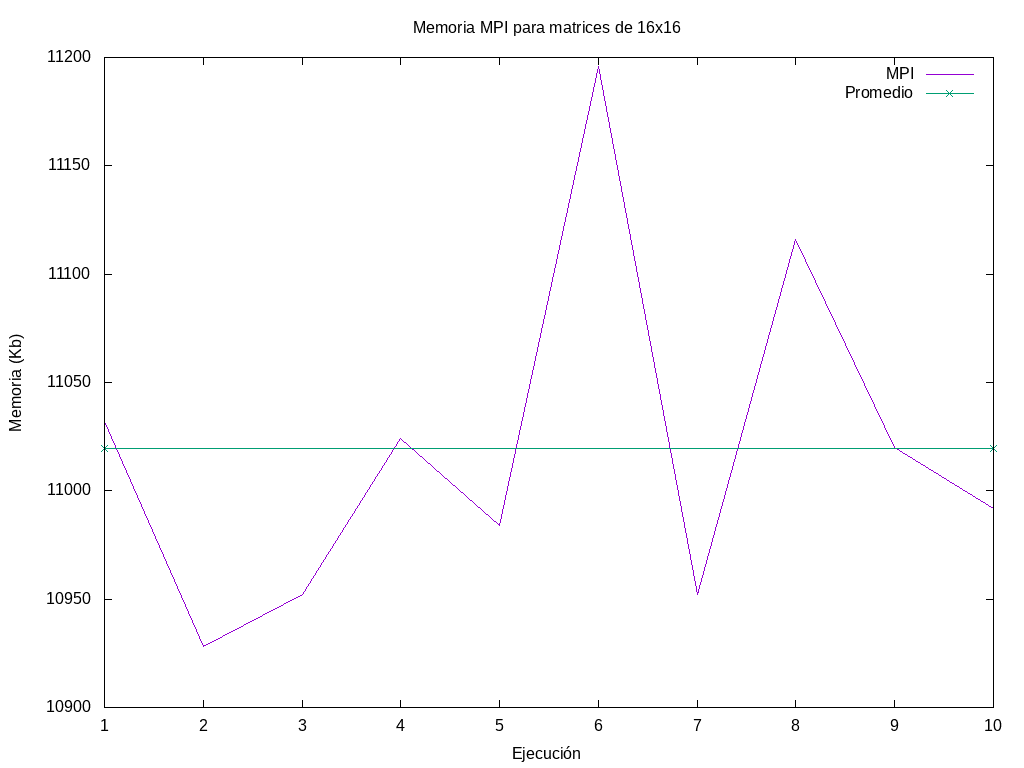 Memoria MPI para matrices de 16x16
MPI
Promedio
11200
11150
11100
11050
11000
10950
10900
Memoria (Kb)
1 2 3 4 5 6 7 8 9 10
Ejecución